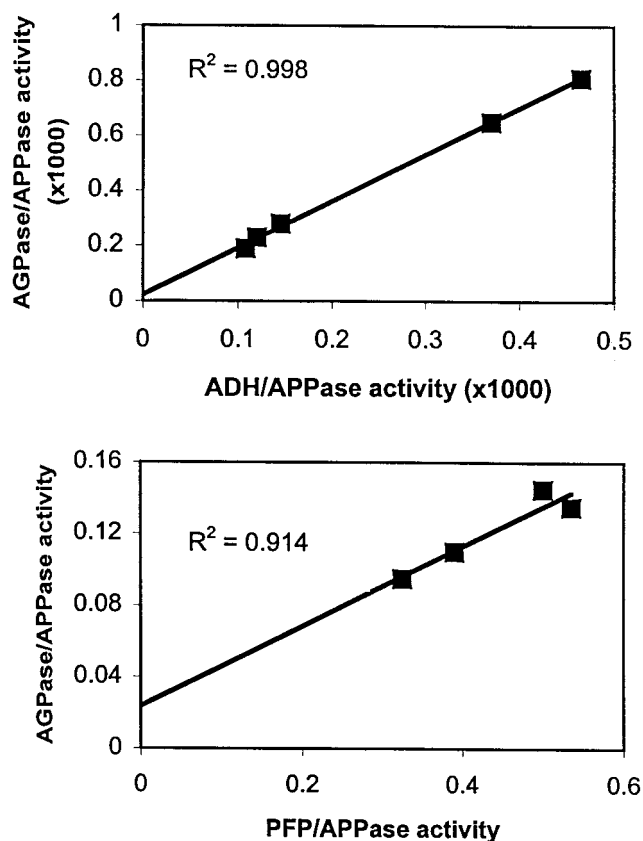 AGPase/APPase activity
(x1000)
1
0.8
0.6
0.4
0.2
0
R² = 0.998
0 0.1 0.2 0.3 0.4 0.5
ADH/APPase activity (x1000)
AGPase/APPase activity
0.16
0.12
0.08
0.04
0
R² = 0.914
0 0.2 0.4 0.6
PFP/APPase activity